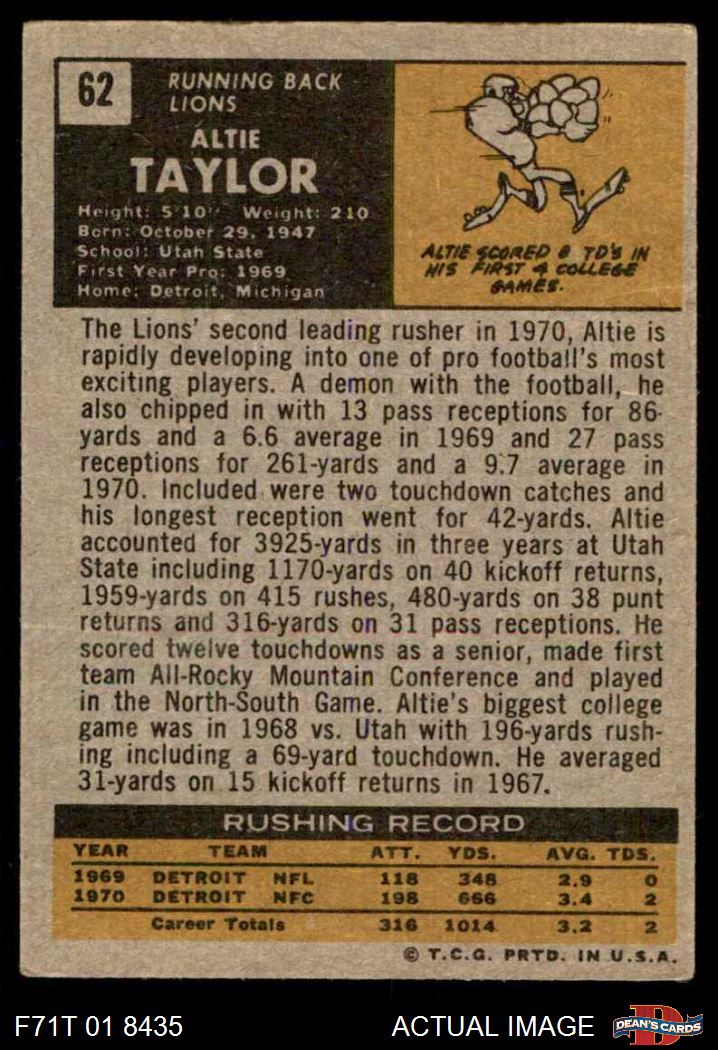 62
RUNNING BACK
LIONS
ALTIE
TAYLOR
Height: 5'10" Weight: 210
Born: October 29, 1947
School: Utah State
First Year Pro: 1969
Home: Detroit, Michigan
ALTIE SCORED 8 TD'S IN
HIS FIRST 4 COLLEGE
GAMES.
The Lions' second leading rusher in 1970, Altie is
rapidly developing into one of pro football's most
exciting players. A demon with the football, he
also chipped in with 13 pass receptions for 86-
yards and a 6.6 average in 1969 and 27 pass
receptions for 261-yards and a 9.7 average in
1970. Included were two touchdown catches and
his longest reception went for 42-yards. Altie
accounted for 3925-yards in three years at Utah
State including 1170-yards on 40 kickoff returns,
1959-yards on 415 rushes, 480-yards on 38 punt
returns and 316-yards on 31 pass receptions. He
scored twelve touchdowns as a senior, made first
team All-Rocky Mountain Conference and played
in the North-South Game. Altie's biggest college
game was in 1968 vs. Utah with 196-yards rush-
ing including a 69-yard touchdown. He averaged
31-yards on 15 kickoff returns in 1967.
RUSHING RECORD
YEAR TEAM ATT. YDS. AVG. TDS.
1969 DETROIT NFL 118 348 2.9 0
1970 DETROIT NFC 198 666 3.4 2
Career Totals 316 1014 3.2 2
© T.C.G. PRTD. IN U.S.A.
F71T 01 8435 ACTUAL IMAGE
D
DEAN'S CARDS